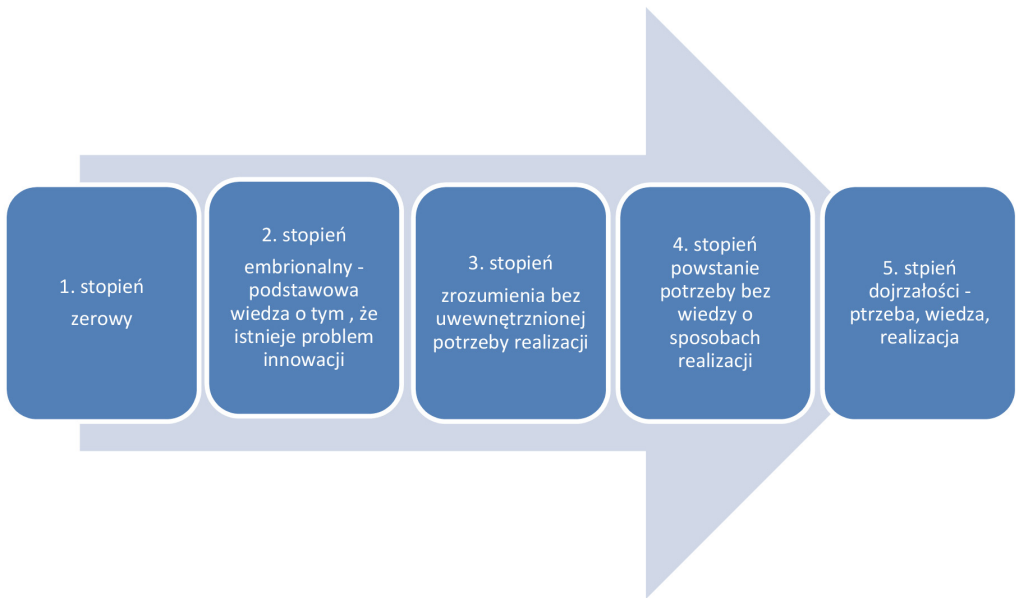 1. stopień
zerowy
2. stopień
embrionalny -
podstawowa
wiedza o tym , że
istnieje problem
innowacji
3. stopień
zrozumienia bez
uwewnętrznionej
potrzeby realizacji
4. stopień
powstanie
potrzeby bez
wiedzy o
sposobach
realizacji
5. stpień
dojrzałości -
ptrzeba, wiedza,
realizacja